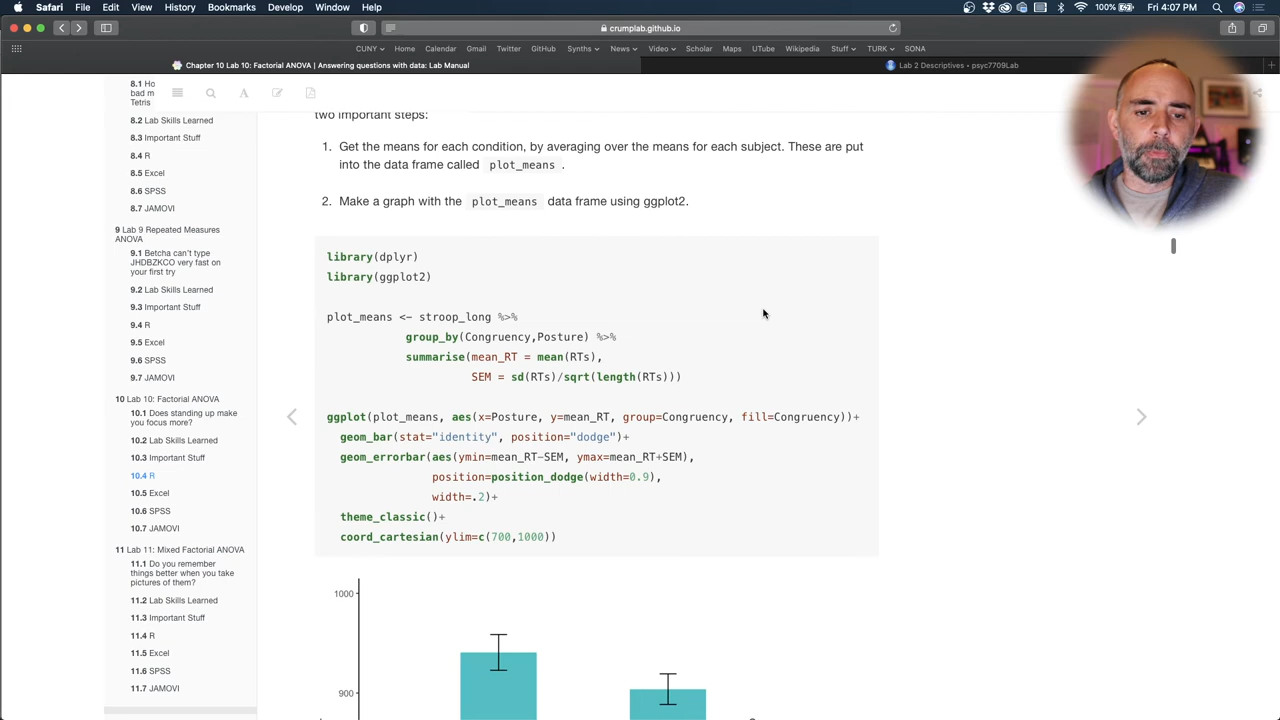 Safari File Edit View History Bookmarks Develop Window Help
100% Fri 4:07 PM
crumplab.github.io
CUNY Home Calendar Gmail Twitter GitHub Synths News Video Scholar Maps UTube Wikipedia Stuff TURK SONA
Chapter 10 Lab 10: Factorial ANOVA | Answering questions with data: Lab Manual
Lab 2 Descriptives • psyc7709Lab
8.1 Ho
bad m
Tetris
8.2 Lab Skills Learned
8.3 Important Stuff
8.4 R
8.5 Excel
8.6 SPSS
8.7 JAMOVI
9 Lab 9 Repeated Measures
ANOVA
9.1 Betcha can't type
JHDBZKCO very fast on
your first try
9.2 Lab Skills Learned
9.3 Important Stuff
9.4 R
9.5 Excel
9.6 SPSS
9.7 JAMOVI
10 Lab 10: Factorial ANOVA
10.1 Does standing up make
you focus more?
10.2 Lab Skills Learned
10.3 Important Stuff
10.4 R
10.5 Excel
10.6 SPSS
10.7 JAMOVI
11 Lab 11: Mixed Factorial ANOVA
11.1 Do you remember
things better when you take
pictures of them?
11.2 Lab Skills Learned
11.3 Important Stuff
11.4 R
11.5 Excel
11.6 SPSS
11.7 JAMOVI
two important steps:
1. Get the means for each condition, by averaging over the means for each subject. These are put
into the data frame called plot_means .
2. Make a graph with the plot_means data frame using ggplot2.
library(dplyr)
library(ggplot2)
plot_means <- stroop_long %>%
group_by(Congruency,Posture) %>%
summarise(mean_RT = mean(RTs),
SEM = sd(RTs)/sqrt(length(RTs)))
ggplot(plot_means, aes(x=Posture, y=mean_RT, group=Congruency, fill=Congruency))+
geom_bar(stat="identity", position="dodge")+
geom_errorbar(aes(ymin=mean_RT-SEM, ymax=mean_RT+SEM),
position=position_dodge(width=0.9),
width=.2)+
theme_classic()+
coord_cartesian(ylim=c(700,1000))
1000
900